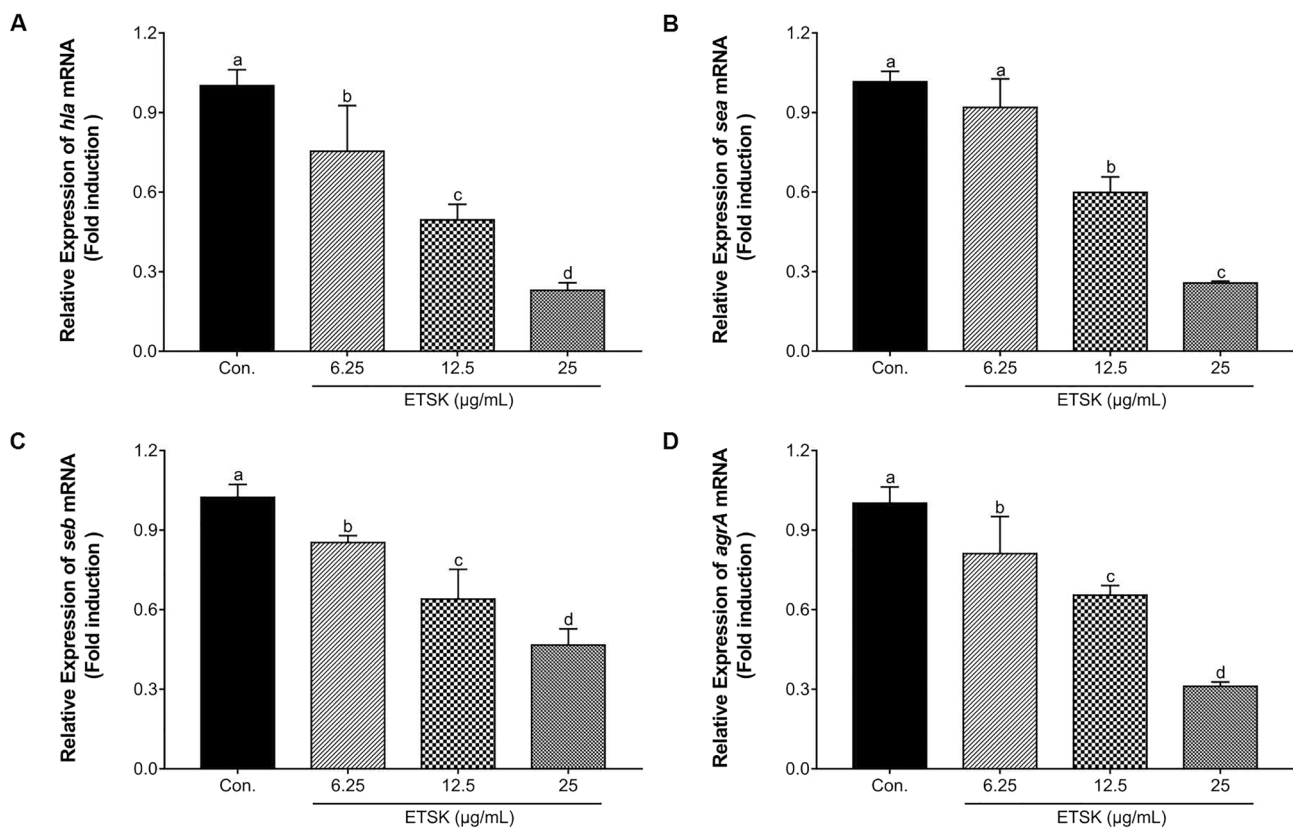 A
Relative Expression of hla mRNA
(Fold induction )
1.2
0.9
0.6
0.3
0.0
a
b
c
d
Con.
6.25
12.5
25
ETSK (μg/mL)
B
Relative Expression of sea mRNA
(Fold induction )
1.2
0.9
0.6
0.3
0.0
a
a
b
c
Con.
6.25
12.5
25
ETSK (μg/mL)
C
Relative Expression of seb mRNA
(Fold induction )
1.2
0.9
0.6
0.3
0.0
a
b
c
d
Con.
6.25
12.5
25
ETSK (μg/mL)
D
Relative Expression of agrA mRNA
(Fold induction )
1.2
0.9
0.6
0.3
0.0
a
b
c
d
Con.
6.25
12.5
25
ETSK (μg/mL)